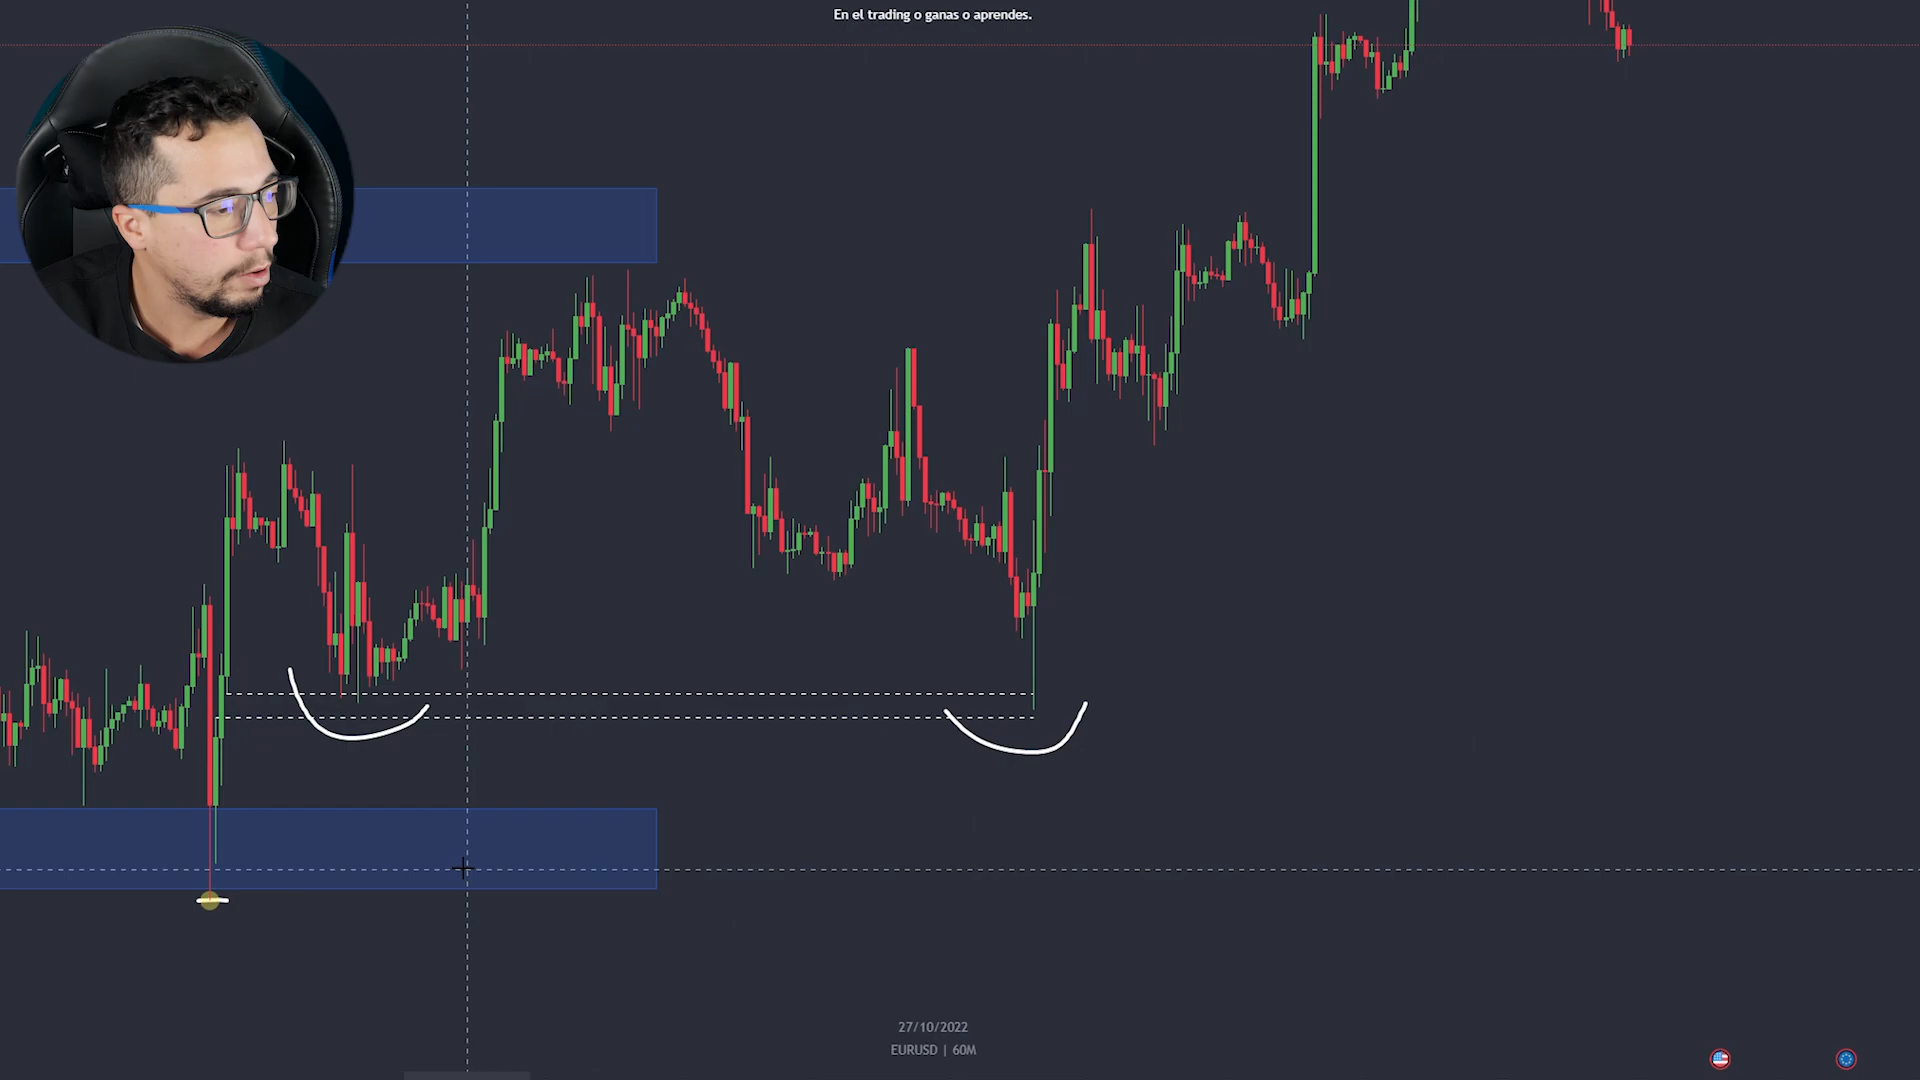 En el trading o ganas o aprendes.
27/10/2022
EURUSD | 60M